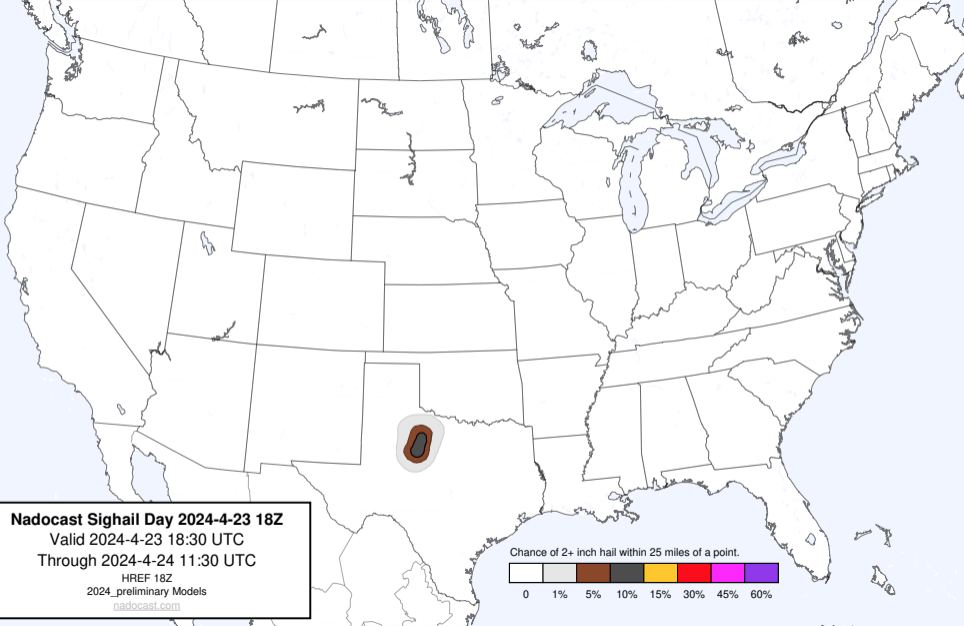 Nadocast Sighail Day 2024-4-23 18Z
Valid 2024-4-23 18:30 UTC
Through 2024-4-24 11:30 UTC
HREF 18Z
2024_preliminary Models
nadocast.com
Chance of 2+ inch hail within 25 miles of a point.
0 1% 5% 10% 15% 30% 45% 60%